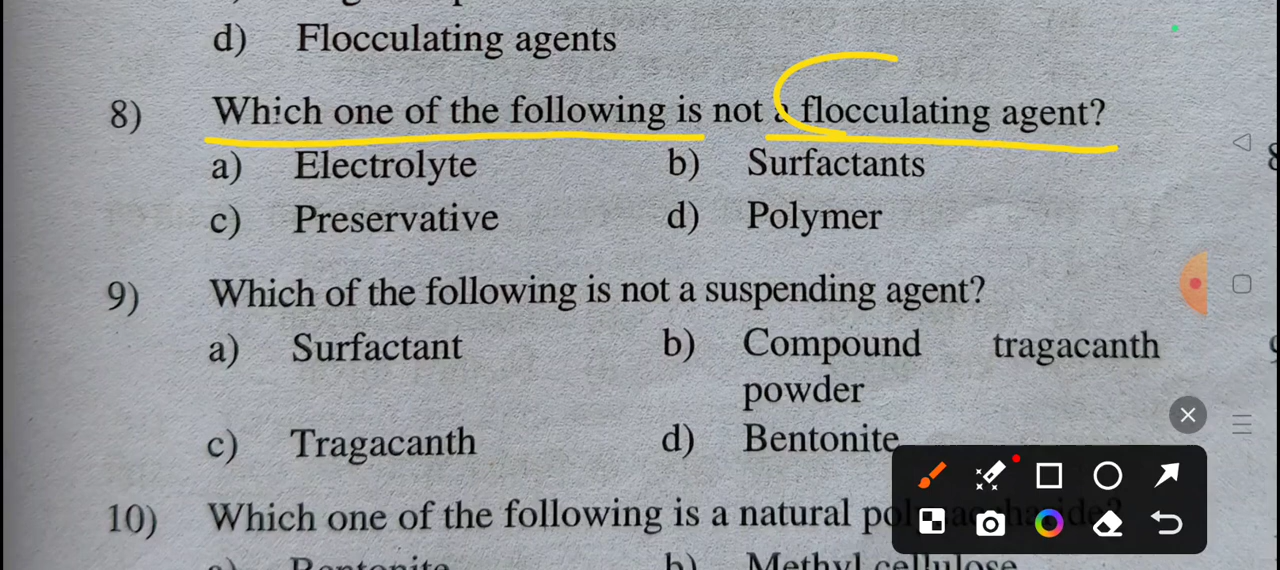 d) Flocculating agents
8) Which one of the following is not a flocculating agent?
a) Electrolyte b) Surfactants
c) Preservative d) Polymer
9) Which of the following is not a suspending agent?
a) Surfactant b) Compound tragacanth
powder
c) Tragacanth d) Bentonite
10) Which one of the following is a natural
Methyl cellulose